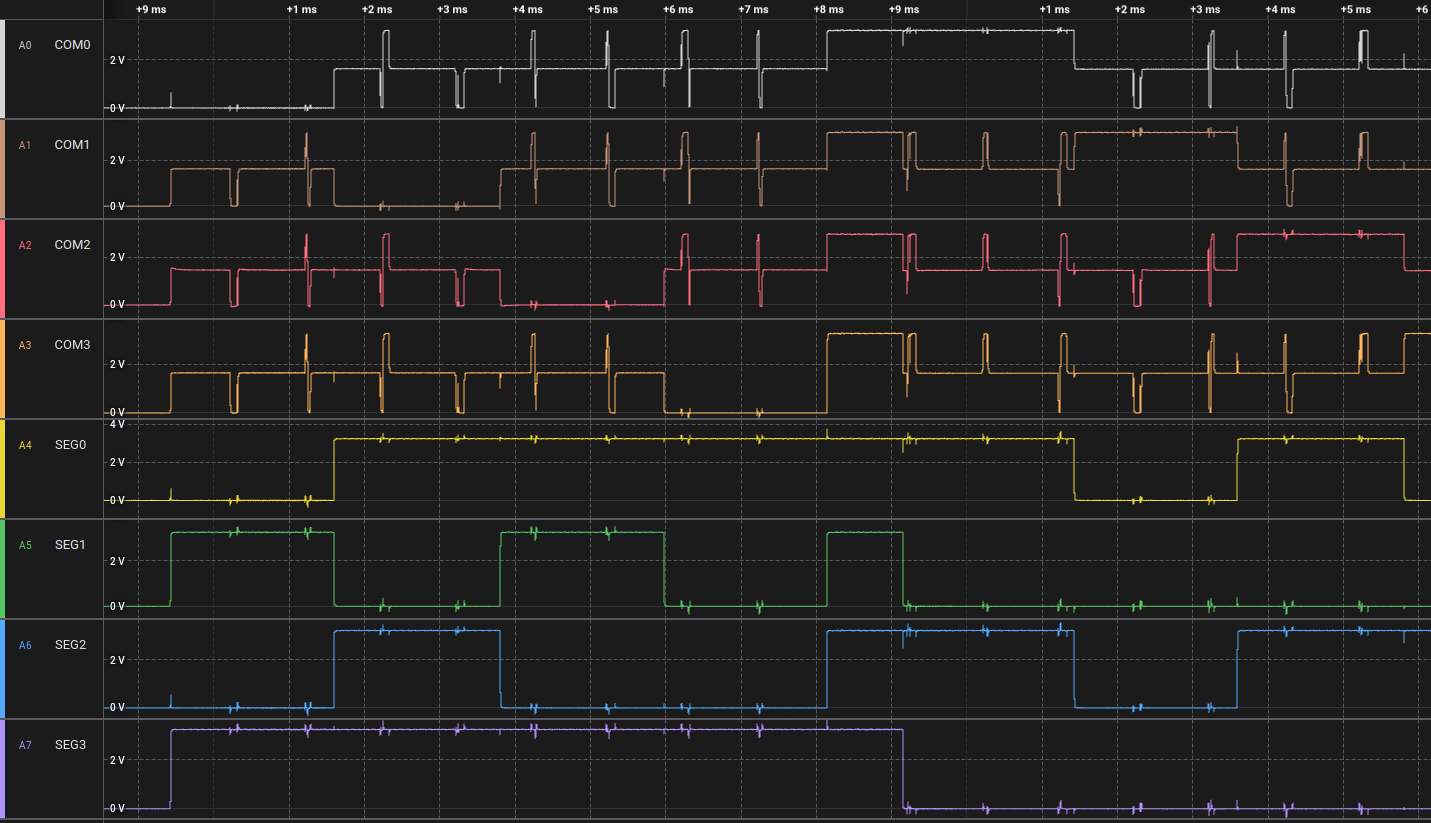 +9 ms +1 ms +2 ms +3 ms +4 ms +5 ms +6 ms +7 ms +8 ms +9 ms +1 ms +2 ms +3 ms +4 ms +5 ms +6
A0 COM0
2 V
0 V
A1 COM1
2 V
0 V
A2 COM2
2 V
0 V
A3 COM3
2 V
0 V
4 V
A4 SEG0
2 V
0 V
A5 SEG1
2 V
0 V
A6 SEG2
2 V
0 V
A7 SEG3
2 V
0 V